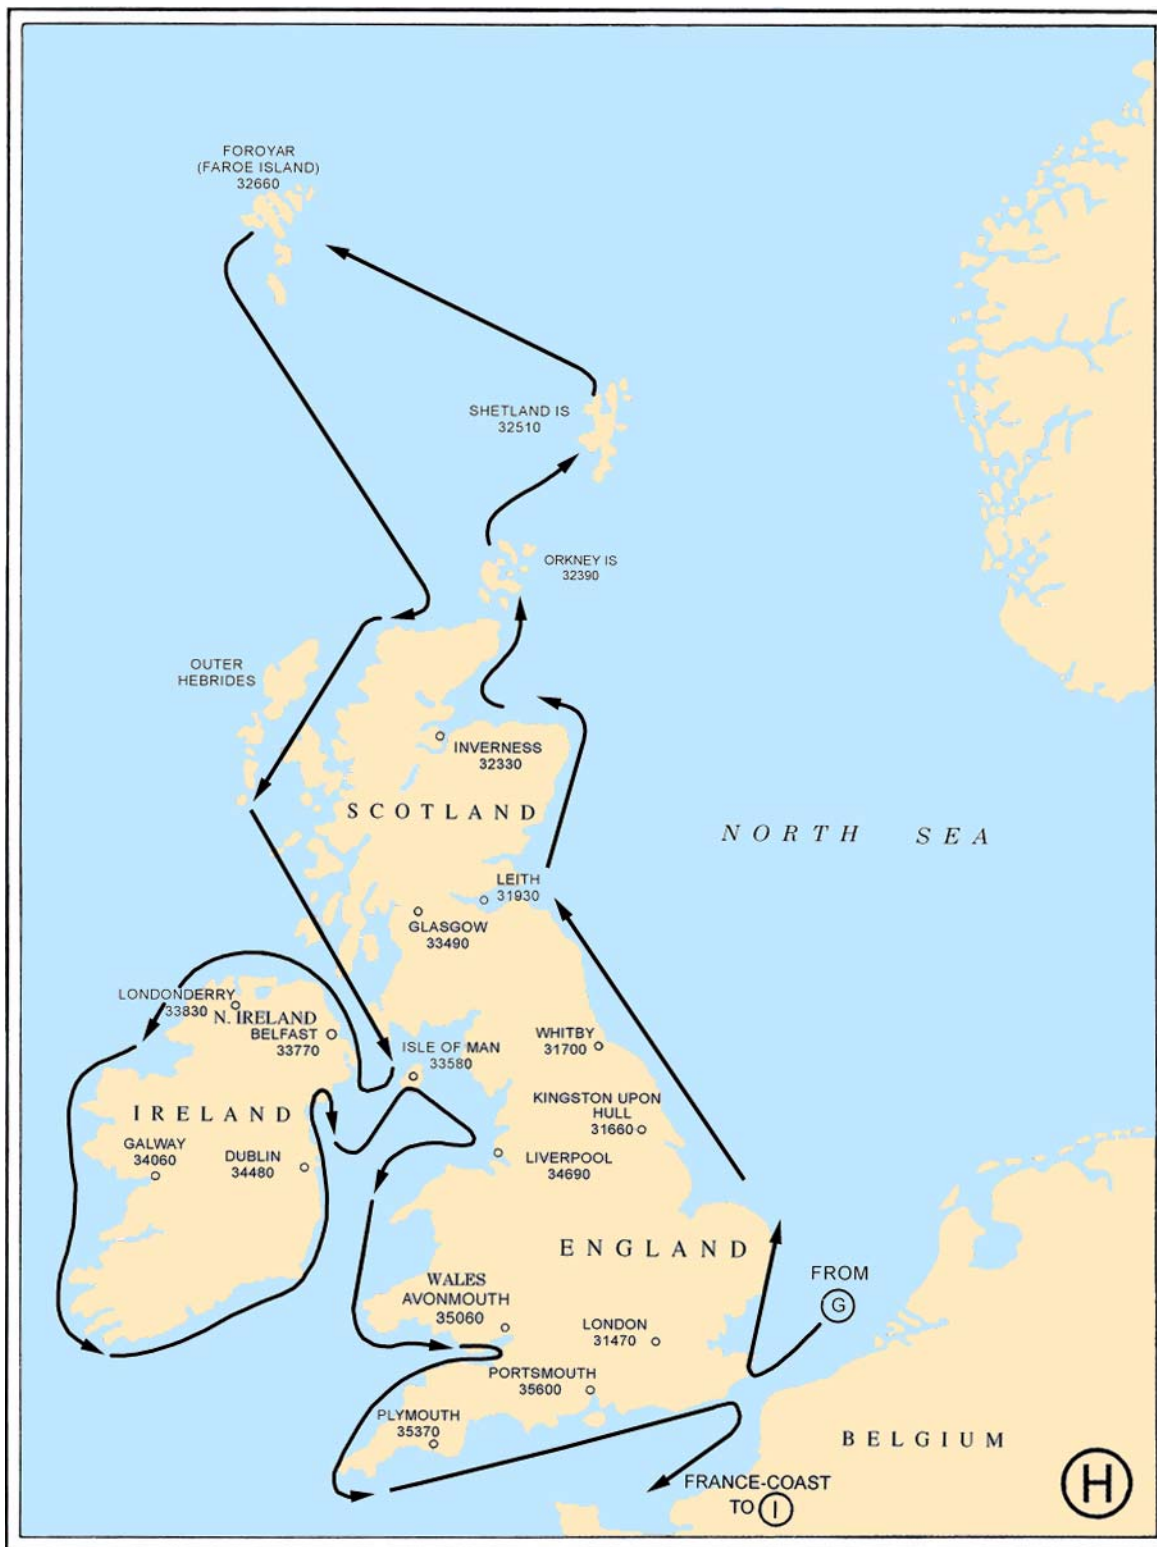 FOROYAR
(FAROE ISLAND)
32660
SHETLAND IS
32510
ORKNEY IS
32390
OUTER
HEBRIDES
INVERNESS
32330
SCOTLAND
NORTH SEA
LEITH
31930
GLASGOW
33490
LONDONDERRY
33830
N. IRELAND
BELFAST
33770
ISLE OF MAN
33580
WHITBY
31700
KINGSTON UPON
HULL
31660
IRELAND
GALWAY
34060
DUBLIN
34480
LIVERPOOL
34690
ENGLAND
WALES
AVONMOUTH
35060
FROM
G
LONDON
31470
PORTSMOUTH
35600
PLYMOUTH
35370
BELGIUM
FRANCE-COAST
TO I
H